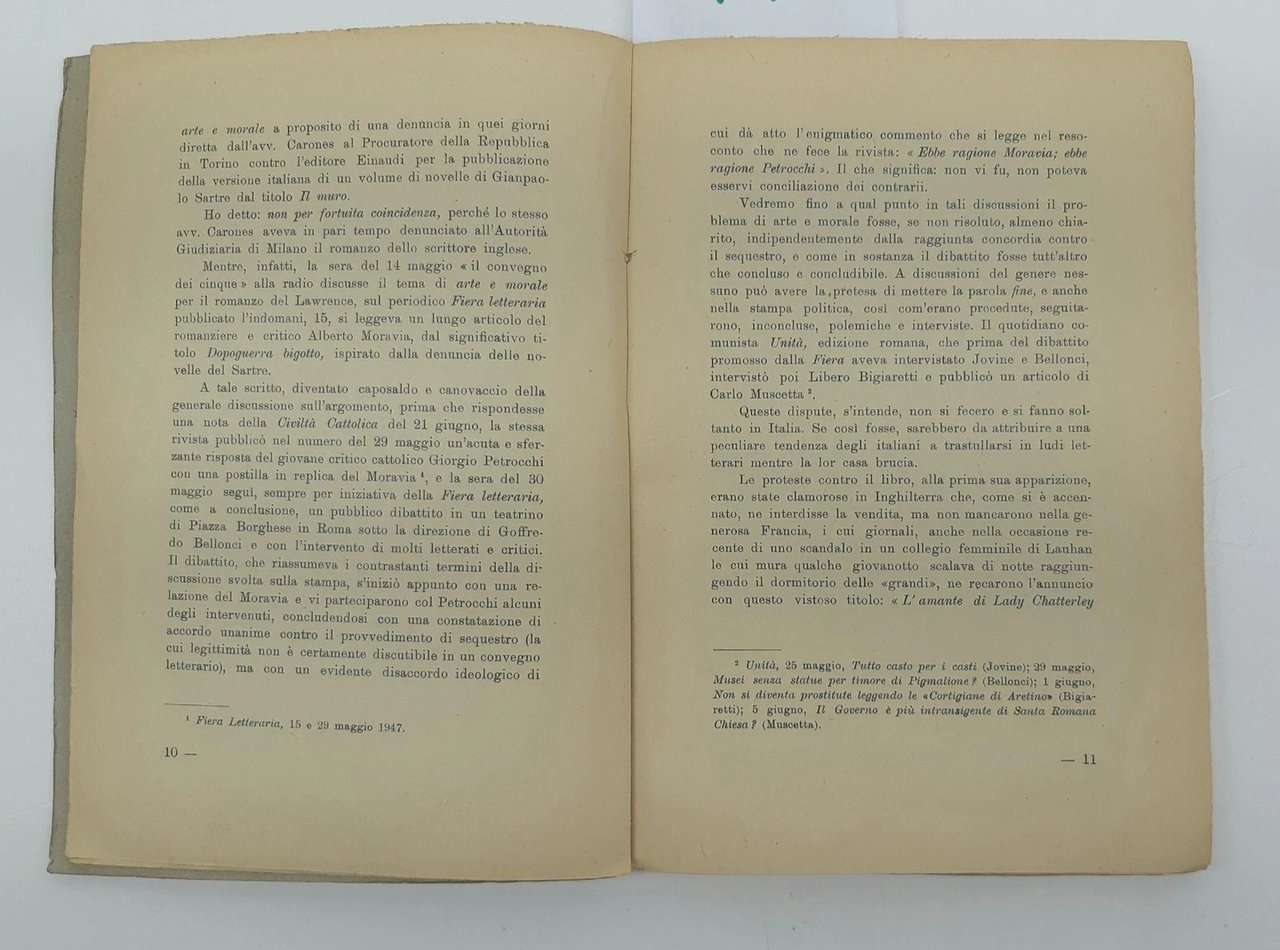 arte e morale a proposito di una denuncia in quei giorni
diretta dall'avv. Carones al Procuratore della Repubblica
in Torino contro l'editore Einaudi per la pubblicazione
della versione italiana di un volume di novelle di Gianpao-
lo Sartre dal titolo Il muro.
Ho detto: non per fortuita coincidenza, perché lo stesso
avv. Carones aveva in pari tempo denunciato all'Autorità
Giudiziaria di Milano il romanzo dello scrittore inglese.
Mentre, infatti, la sera del 14 maggio « il convegno
dei cinque » alla radio discusse il tema di arte e morale
per il romanzo del Lawrence, sul periodico Fiera letteraria
pubblicato l'indomani, 15, si leggeva un lungo articolo del
romanziere e critico Alberto Moravia, dal significativo ti-
tolo Dopoguerra bigotto, ispirato dalla denuncia delle no-
velle del Sartre.
A tale scritto, diventato caposaldo e canovaccio della
generale discussione sull'argomento, prima che rispondesse
una nota della Civiltà Cattolica del 21 giugno, la stessa
rivista pubblicò nel numero del 29 maggio un'acuta e sfer-
zante risposta del giovane critico cattolico Giorgio Petrocchi
con una postilla in replica del Moravia ¹, e la sera del 30
maggio seguì, sempre per iniziativa della Fiera letteraria,
come a conclusione, un pubblico dibattito in un teatrino
di Piazza Borghese in Roma sotto la direzione di Goffre-
do Bellonci e con l'intervento di molti letterati e critici.
Il dibattito, che riassumeva i contrastanti termini della di-
scussione svolta sulla stampa, s'iniziò appunto con una re-
lazione del Moravia e vi parteciparono col Petrocchi alcuni
degli intervenuti, concludendosi con una constatazione di
accordo unanime contro il provvedimento di sequestro (la
cui legittimità non è certamente discutibile in un convegno
letterario), ma con un evidente disaccordo ideologico di
¹ Fiera Letteraria, 15 e 29 maggio 1947.
10 —
cui dà atto l'enigmatico commento che si legge nel reso-
conto che ne fece la rivista: « Ebbe ragione Moravia; ebbe
ragione Petrocchi ». Il che significa: non vi fu, non poteva
esservi conciliazione dei contrarii.
Vedremo fino a qual punto in tali discussioni il pro-
blema di arte e morale fosse, se non risoluto, almeno chia-
rito, indipendentemente dalla raggiunta concordia contro
il sequestro, e come in sostanza il dibattito fosse tutt'altro
che concluso e concludibile. A discussioni del genere nes-
suno può avere la pretesa di mettere la parola fine, e anche
nella stampa politica, così com'erano precedute, seguita-
rono, inconcluse, polemiche e interviste. Il quotidiano co-
munista Unità, edizione romana, che prima del dibattito
promosso dalla Fiera aveva intervistato Jovine e Bellonci,
intervistò poi Libero Bigiaretti e pubblicò un articolo di
Carlo Muscetta ².
Queste dispute, s'intende, non si fecero e si fanno sol-
tanto in Italia. Se così fosse, sarebbero da attribuire a una
peculiare tendenza degli italiani a trastullarsi in ludi let-
terari mentre la lor casa brucia.
Le proteste contro il libro, alla prima sua apparizione,
erano state clamorose in Inghilterra che, come si è accen-
nato, ne interdisse la vendita, ma non mancarono nella ge-
nerosa Francia, i cui giornali, anche nella occasione re-
cente di uno scandalo in un collegio femminile di Lauhan
le cui mura qualche giovanotto scalava di notte raggiun-
gendo il dormitorio delle «grandi», ne recarono l'annuncio
con questo vistoso titolo: « L' amante di Lady Chatterley
² Unità, 25 maggio, Tutto casto per i casti (Jovine); 29 maggio,
Musei senza statue per timore di Pigmalione? (Bellonci); 1 giugno,
Non si diventa prostitute leggendo le «Cortigiane di Aretino» (Bigia-
retti); 5 giugno, Il Governo è più intransigente di Santa Romana
Chiesa? (Muscetta).
— 11